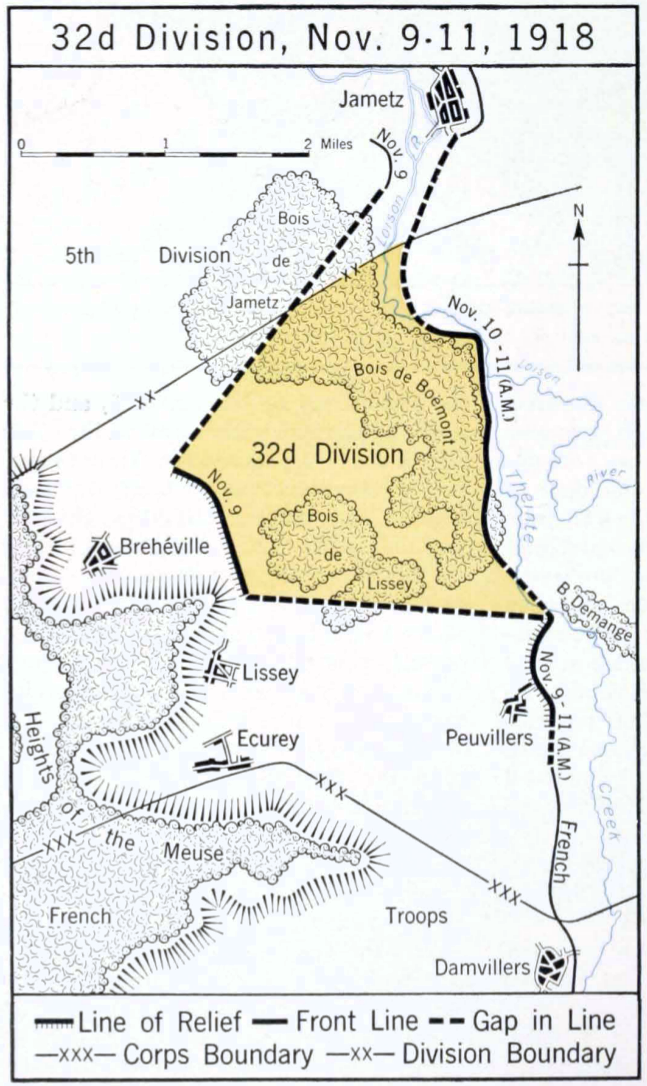 32d Division, Nov. 9-11, 1918
Jametz
0 1 2 Miles
Nov. 9
Loison R.
N
Bois
de
Jametz
5th Division
XX
Nov. 10-11 (A.M.)
Loison
River
Bois de Boëmont
XX
32d Division
Theinte
Nov. 9
Bois
de
Lissey
Brehéville
B. Demange
Lissey
Nov. 9-11 (A.M.)
Peuvillers
Ecurey
XXX
Creek
Heights
of
the
Meuse
XXX
French
XXX
French
Troops
Damvillers
Line of Relief Front Line Gap in Line
XXX Corps Boundary XX Division Boundary